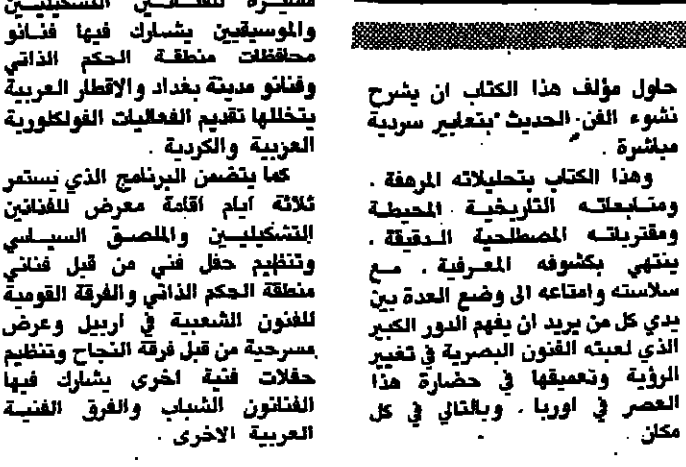 حاول مؤلف هذا الكتاب ان يشرح
نشوء الفن الحديث بتعابير سردية
مباشرة .
وهذا الكتاب بتحليلاته المرهفة .
ومتابعاته التاريخية المحيطة
ومقترباته المصطلحية الدقيقة .
ينتهي بكشوفه المعرفية . مع
سلاسته وامتاعه الى وضع العدة بين
يدي كل من يريد ان يفهم الدور الكبير
الذي لعبته الفنون البصرية في تغيير
الرؤية وتعميقها في حضارة هذا
العصر في اوربا . وبالتالي في كل
مكان .
للفنانين التشكيليين
والموسيقيين يشارك فيها فنانو
محافظات منطقة الحكم الذاتي
وفنانو مدينة بغداد والاقطار العربية
يتخللها تقديم الفعاليات الفولكلورية
العربية والكردية .
كما يتضمن البرنامج الذي يستمر
ثلاثة ايام اقامة معرض للفنانين
التشكيليين والملصق السياسي
وتنظيم حفل فني من قبل فناني
منطقة الحكم الذاتي والفرقة القومية
للفنون الشعبية في اربيل وعرض
مسرحية من قبل فرقة النجاح وتنظيم
حفلات فنية اخرى يشارك فيها
الفنانون الشباب والفرق الفنية
العربية الاخرى .